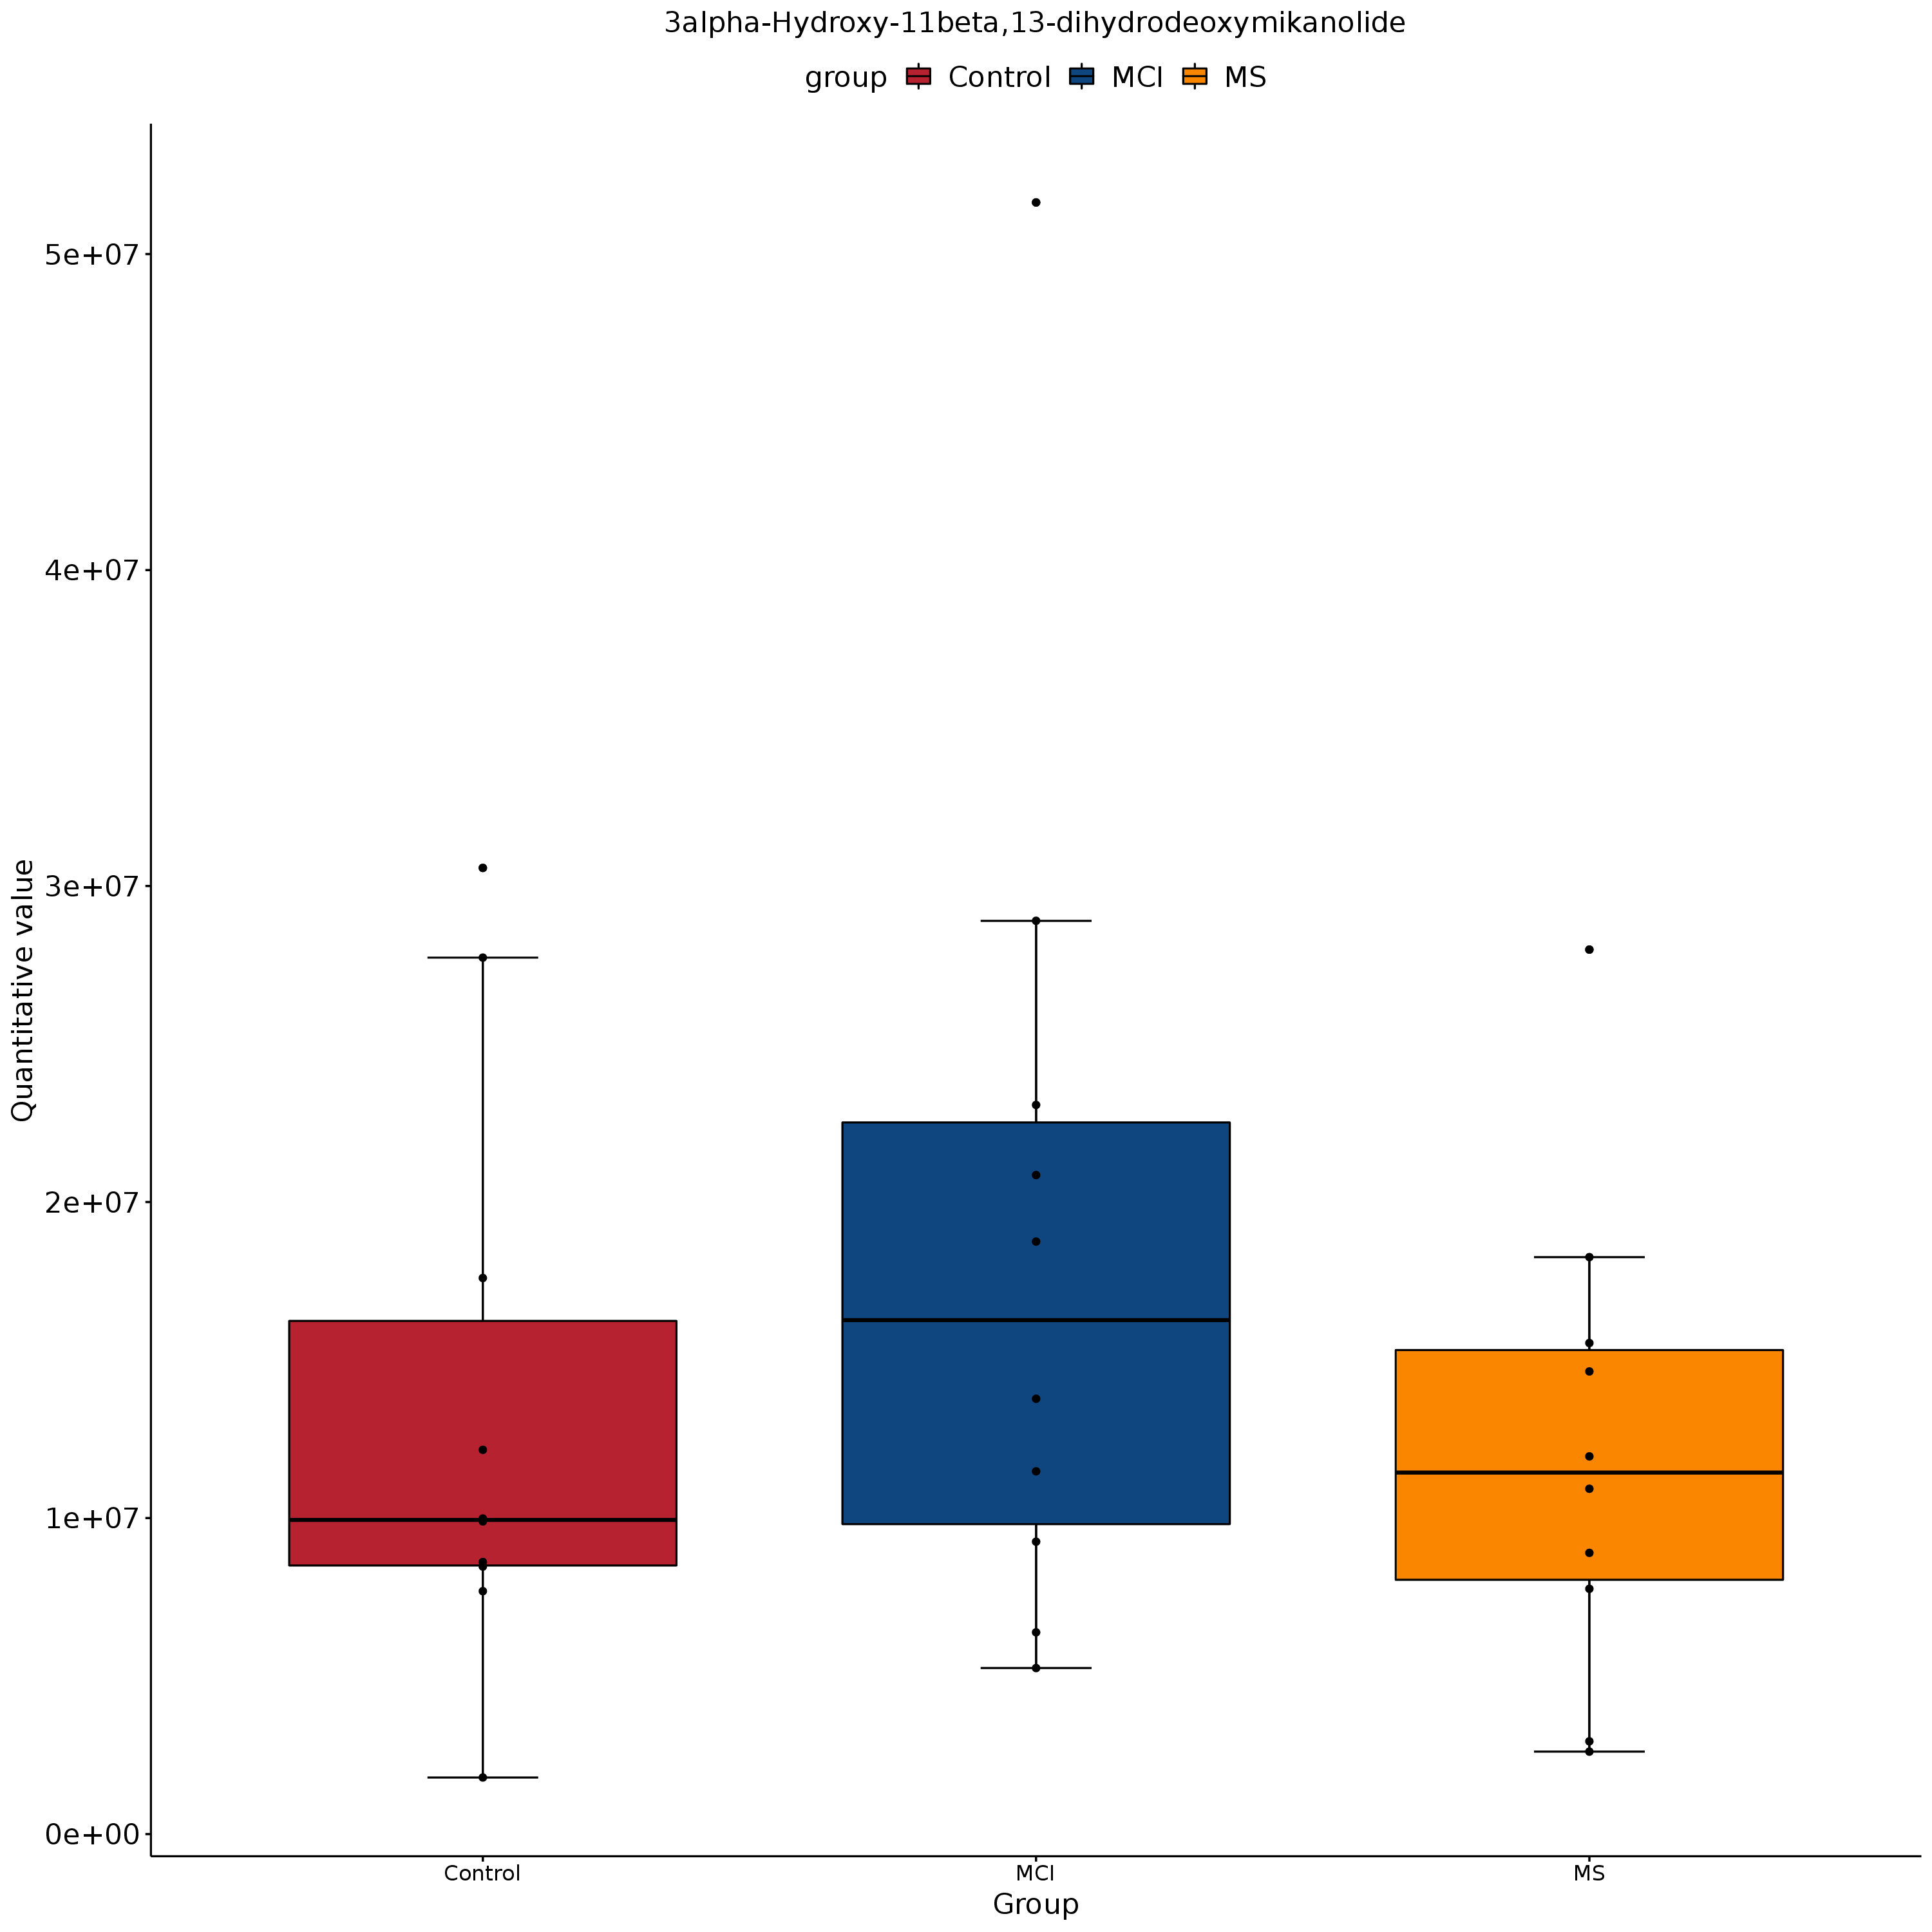 3alpha-Hydroxy-11beta,13-dihydrodeoxymikanolide
group Control MCI MS
5e+07
4e+07
3e+07
2e+07
1e+07
0e+00
Quantitative value
Control MCI MS
Group